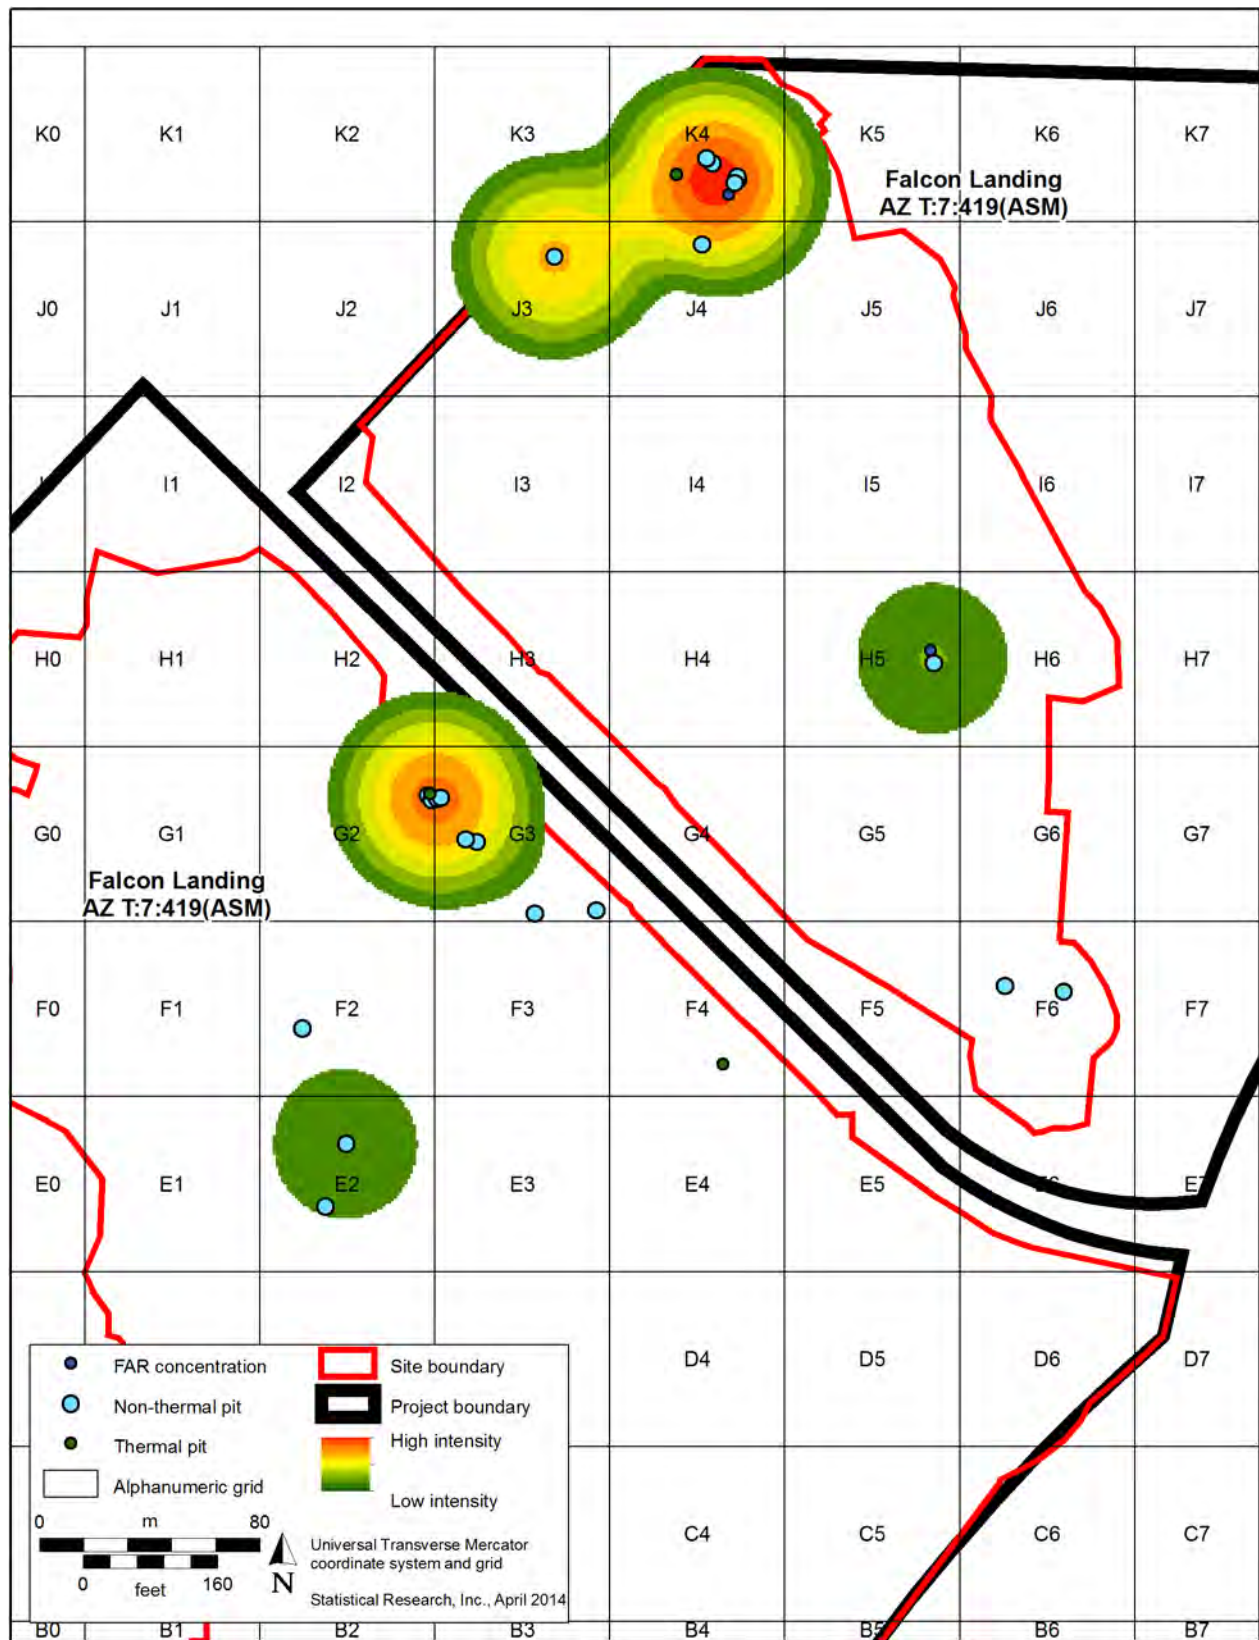 K0 K1 K2 K3 K4 K5 K6 K7
Falcon Landing
AZ T:7:419(ASM)
J0 J1 J2 J3 J4 J5 J6 J7
I1 I2 I3 I4 I5 I6 I7
H0 H1 H2 H3 H4 H5 H6 H7
G0 G1 G2 G3 G4 G5 G6 G7
Falcon Landing
AZ T:7:419(ASM)
F0 F1 F2 F3 F4 F5 F6 F7
E0 E1 E2 E3 E4 E5 E6 E7
D4 D5 D6 D7
FAR concentration
Non-thermal pit
Thermal pit
Alphanumeric grid
Site boundary
Project boundary
High intensity
Low intensity
0 m 80
0 feet 160
N
Universal Transverse Mercator
coordinate system and grid
Statistical Research, Inc., April 2014
C4 C5 C6 C7
B0 B1 B2 B3 B4 B5 B6 B7